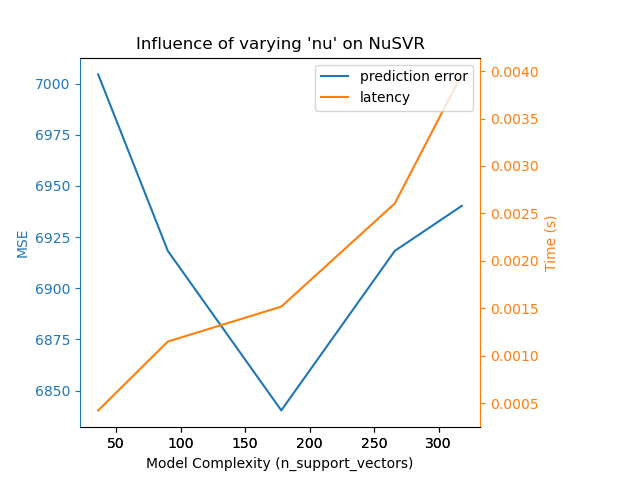 Influence of varying 'nu' on NuSVR
prediction error
latency
7000
6975
6950
6925
6900
6875
6850
MSE
0.0040
0.0035
0.0030
0.0025
0.0020
0.0015
0.0010
0.0005
Time (s)
50 100 150 200 250 300
Model Complexity (n_support_vectors)